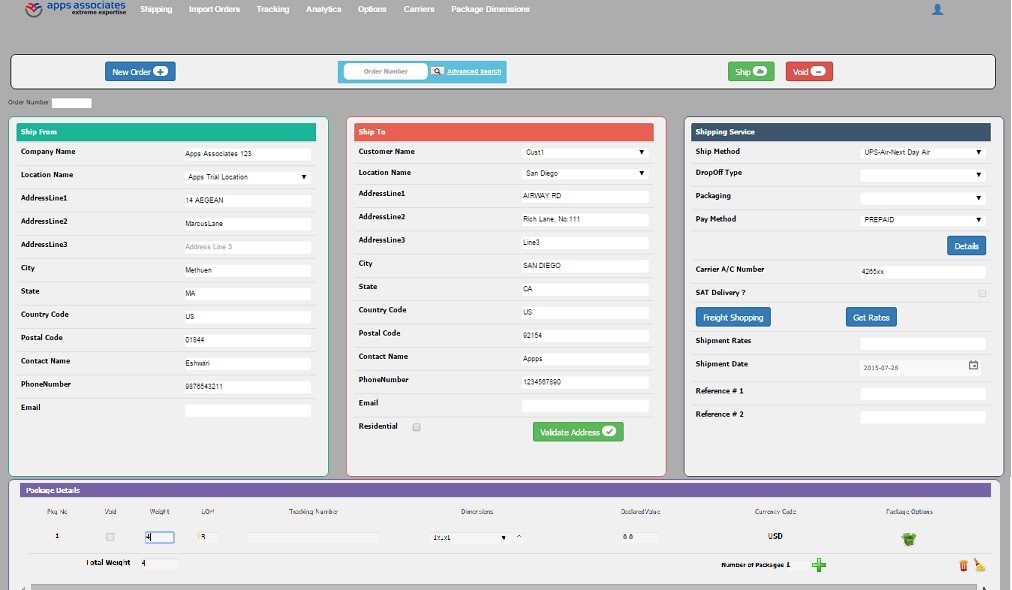 apps associates
extreme expertise
Shipping Import Orders Tracking Analytics Options Carriers Package Dimensions
New Order Order Number Advanced Search Ship Void
Order Number
Ship From
Company Name Apps Associates 123
Location Name Apps Trial Location
AddressLine1 14 AEGEAN
AddressLine2 MarcusLane
AddressLine3 Address Line 3
City Methuen
State MA
Country Code US
Postal Code 01844
Contact Name Eshwari
PhoneNumber 9876543211
Email
Ship To
Customer Name Cust1
Location Name San Diego
AddressLine1 AIRWAY RD
AddressLine2 Rich Lane, No:111
AddressLine3 Line3
City SAN DIEGO
State CA
Country Code US
Postal Code 92154
Contact Name Appps
PhoneNumber 1234567890
Email
Residential Validate Address
Shipping Service
Ship Method UPS-Air-Next Day Air
DropOff Type
Packaging
Pay Method PREPAID
Details
Carrier A/C Number 4265xx
SAT Delivery ?
Freight Shopping Get Rates
Shipment Rates
Shipment Date 2015-07-28
Reference # 1
Reference # 2
Package Details
Pkg No Void Weight UOM Tracking Number Dimensions Declared Value Currency Code Package Options
1 4 LB 1x1x1 0.0 USD
Total Weight 4 Number of Packages 1